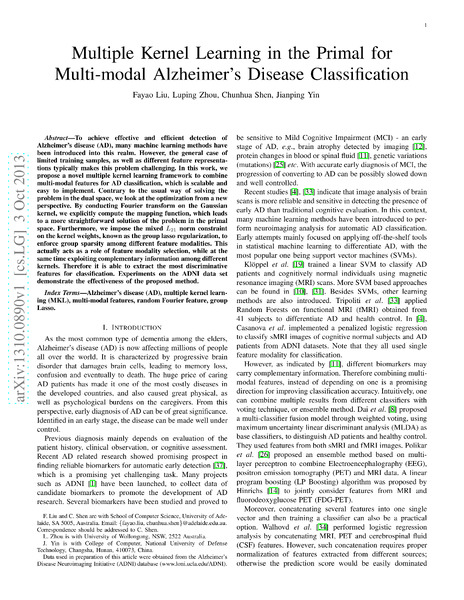 1
Multiple Kernel Learning in the Primal for
Multi-modal Alzheimer's Disease Classification
Fayao Liu, Luping Zhou, Chunhua Shen, Jianping Yin
arXiv:1310.0890v1 [cs.LG] 3 Oct 2013
Abstract—To achieve effective and efficient detection of
Alzheimer's disease (AD), many machine learning methods have
been introduced into this realm. However, the general case of
limited training samples, as well as different feature representa-
tions typically makes this problem challenging. In this work, we
propose a novel multiple kernel learning framework to combine
multi-modal features for AD classification, which is scalable and
easy to implement. Contrary to the usual way of solving the
problem in the dual space, we look at the optimization from a new
perspective. By conducting Fourier transform on the Gaussian
kernel, we explicitly compute the mapping function, which leads
to a more straightforward solution of the problem in the primal
space. Furthermore, we impose the mixed L21 norm constraint
on the kernel weights, known as the group lasso regularization, to
enforce group sparsity among different feature modalities. This
actually acts as a role of feature modality selection, while at the
same time exploiting complementary information among different
kernels. Therefore it is able to extract the most discriminative
features for classification. Experiments on the ADNI data set
demonstrate the effectiveness of the proposed method.
Index Terms—Alzheimer's disease (AD), multiple kernel learn-
ing (MKL), multi-modal features, random Fourier feature, group
Lasso.
I. INTRODUCTION
As the most common type of dementia among the elders,
Alzheimer's disease (AD) is now affecting millions of people
all over the world. It is characterized by progressive brain
disorder that damages brain cells, leading to memory loss,
confusion and eventually to death. The huge price of caring
AD patients has made it one of the most costly diseases in
the developed countries, and also caused great physical, as
well as psychological burdens on the caregivers. From this
perspective, early diagnosis of AD can be of great significance.
Identified in an early stage, the disease can be made well under
control.
Previous diagnosis mainly depends on evaluation of the
patient history, clinical observation, or cognitive assessment.
Recent AD related research showed promising prospect in
finding reliable biomarkers for automatic early detection [37],
which is a promising yet challenging task. Many projects
such as ADNI [1] have been launched, to collect data of
candidate biomarkers to promote the development of AD
research. Several biomarkers have been studied and proved to
F. Liu and C. Shen are with School of Computer Science, University of Ade-
laide, SA 5005, Australia. Email: {fayao.liu, chunhua.shen}@adelaide.edu.au.
Correspondence should be addressed to C. Shen.
L. Zhou is with University of Wollongong, NSW, 2522 Australia.
J. Yin is with College of Computer, National University of Defense
Technology, Changsha, Hunan, 410073, China.
Data used in preparation of this article were obtained from the Alzheimer's
Disease Neuroimaging Initiative (ADNI) database (www.loni.ucla.edu/ADNI).
be sensitive to Mild Cognitive Impairment (MCI) - an early
stage of AD, e.g., brain atrophy detected by imaging [12],
protein changes in blood or spinal fluid [11], genetic variations
(mutations) [25] etc. With accurate early diagnosis of MCI, the
progression of converting to AD can be possibly slowed down
and well controlled.
Recent studies [4], [33] indicate that image analysis of brain
scans is more reliable and sensitive in detecting the presence of
early AD than traditional cognitive evaluation. In this context,
many machine learning methods have been introduced to per-
form neuroimaging analysis for automatic AD classification.
Early attempts mainly focused on applying off-the-shelf tools
in statistical machine learning to differentiate AD, with the
most popular one being support vector machines (SVMs).
Klöppel et al. [19] trained a linear SVM to classify AD
patients and cognitively normal individuals using magnetic
resonance imaging (MRI) scans. More SVM based approaches
can be found in [10], [31]. Besides SVMs, other learning
methods are also introduced. Tripoliti et al. [33] applied
Random Forests on functional MRI (fMRI) obtained from
41 subjects to differentiate AD and health control. In [4],
Casanova et al. implemented a penalized logistic regression
to classify sMRI images of cognitive normal subjects and AD
patients from ADNI datasets. Note that they all used single
feature modality for classification.
However, as indicated by [11], different biomarkers may
carry complementary information. Therefore combining multi-
modal features, instead of depending on one is a promising
direction for improving classification accuracy. Intuitively, one
can combine multiple results from different classifiers with
voting technique, or ensemble method. Dai et al. [8] proposed
a multi-classifier fusion model through weighted voting, using
maximum uncertainty linear discriminant analysis (MLDA) as
base classifiers, to distinguish AD patients and healthy control.
They used features from both sMRI and fMRI images. Polikar
et al. [26] proposed an ensemble method based on multi-
layer perceptron to combine Electroencephalography (EEG),
positron emission tomography (PET) and MRI data. A linear
program boosting (LP Boosting) algorithm was proposed by
Hinrichs [14] to jointly consider features from MRI and
fluorodeoxyglucose PET (FDG-PET).
Moreover, concatenating several features into one single
vector and then training a classifier can also be a practical
option. Walhovd et al. [34] performed logistic regression
analysis by concatenating MRI, PET and cerebrospinal fluid
(CSF) features. However, such concatenation requires proper
normalization of features extracted from different sources;
otherwise the prediction score would be easily dominated